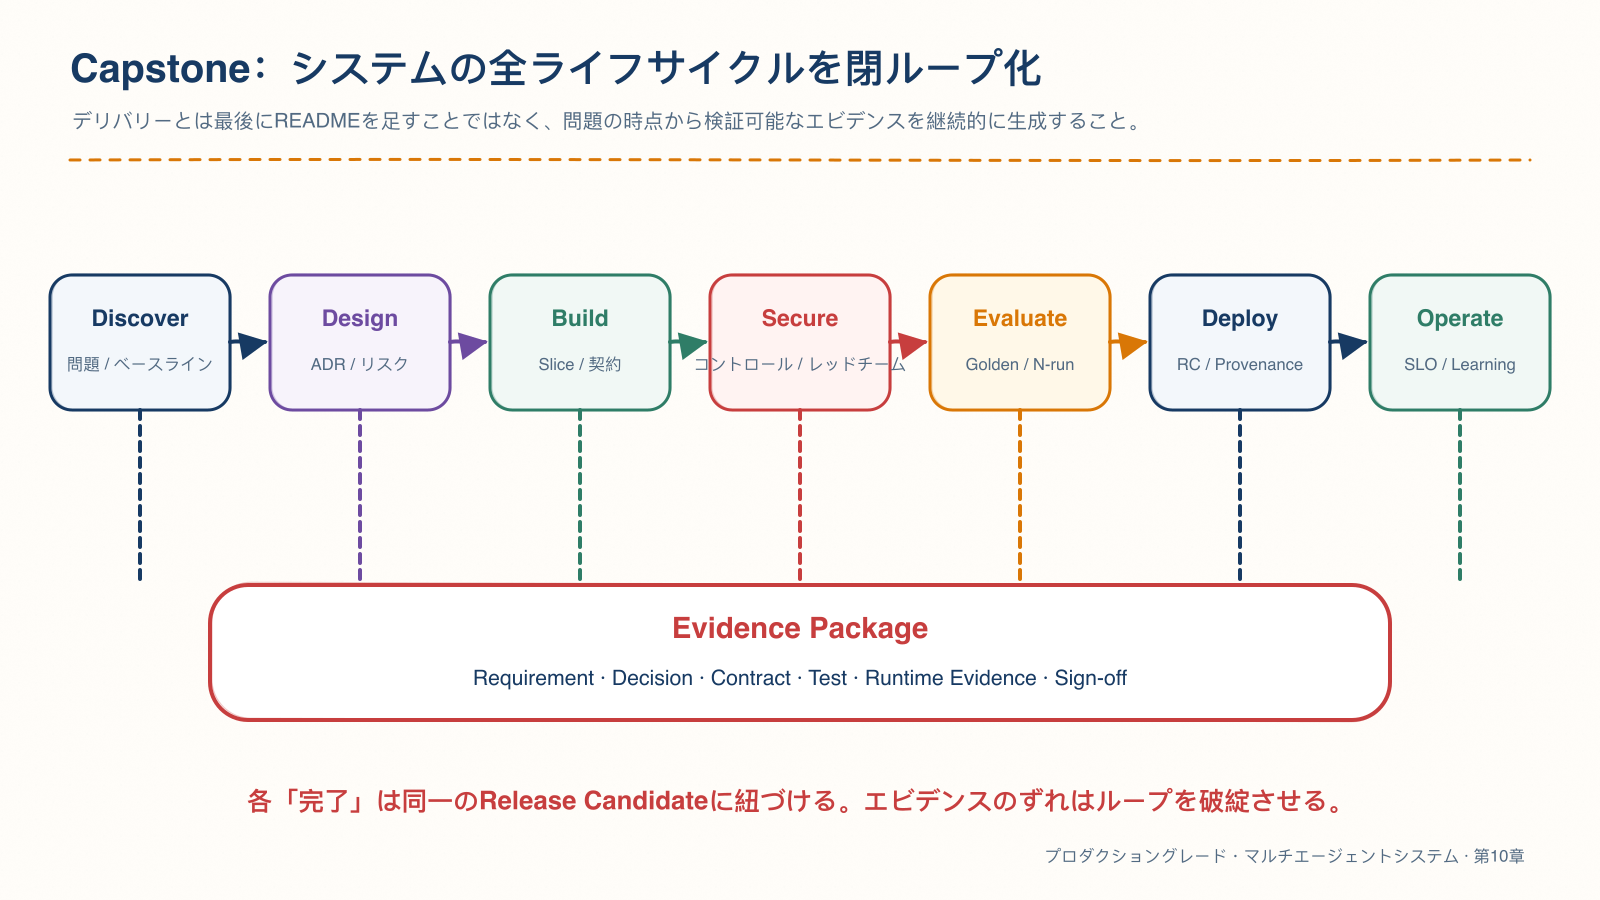 Capstone：システムの全ライフサイクルを閉ループ化
デリバリーとは最後にREADMEを足すことではなく、問題の時点から検証可能なエビデンスを継続的に生成すること。
Discover
問題 / ベースライン
Design
ADR / リスク
Build
Slice / 契約
Secure
コントロール / レッドチーム
Evaluate
Golden / N-run
Deploy
RC / Provenance
Operate
SLO / Learning
Evidence Package
Requirement · Decision · Contract · Test · Runtime Evidence · Sign-off
各「完了」は同一のRelease Candidateに紐づける。エビデンスのずれはループを破綻させる。
プロダクショングレード · マルチエージェントシステム · 第10章